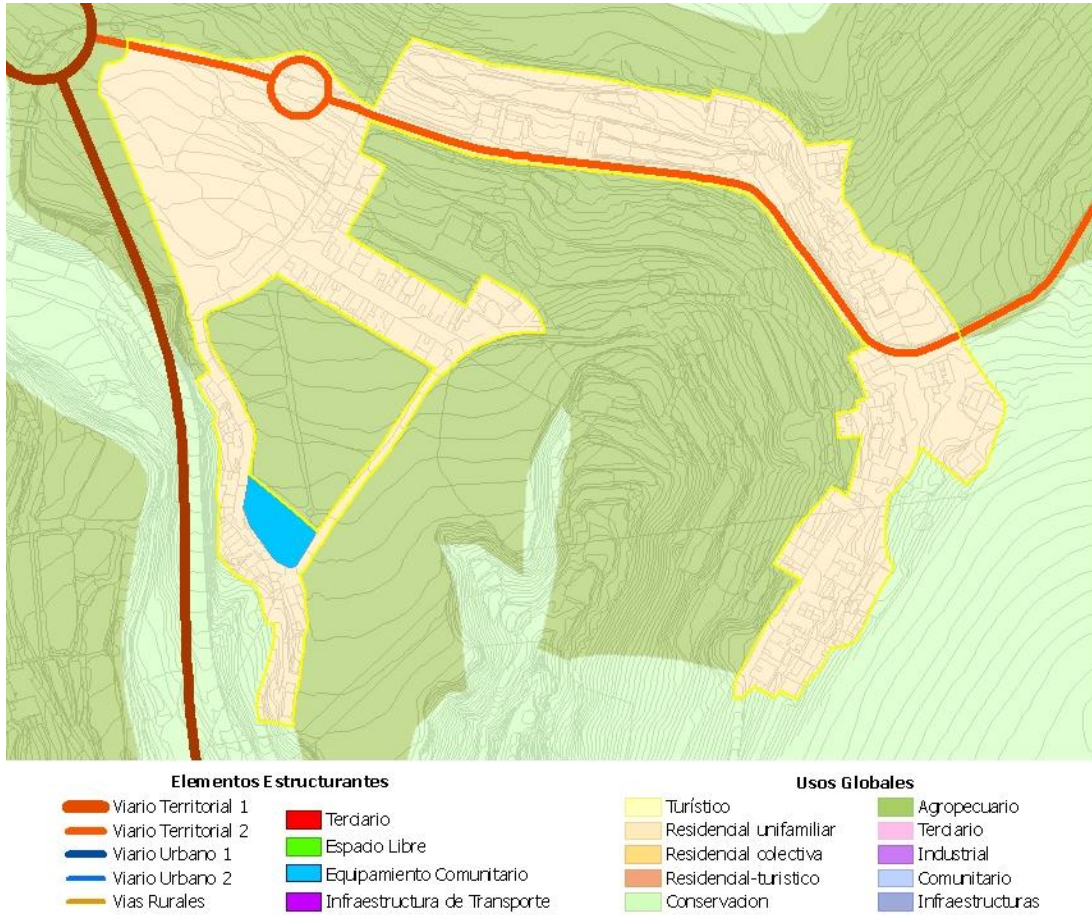 Elementos Estructurantes
Viario Territorial 1
Viario Territorial 2
Viario Urbano 1
Viario Urbano 2
Vias Rurales
Terciario
Espacio Libre
Equipamiento Comunitario
Infraestructura de Transporte
Usos Globales
Turístico
Residencial unifamiliar
Residencial colectiva
Residencial-turistico
Conservacion
Agropecuario
Terciario
Industrial
Comunitario
Infraestructuras